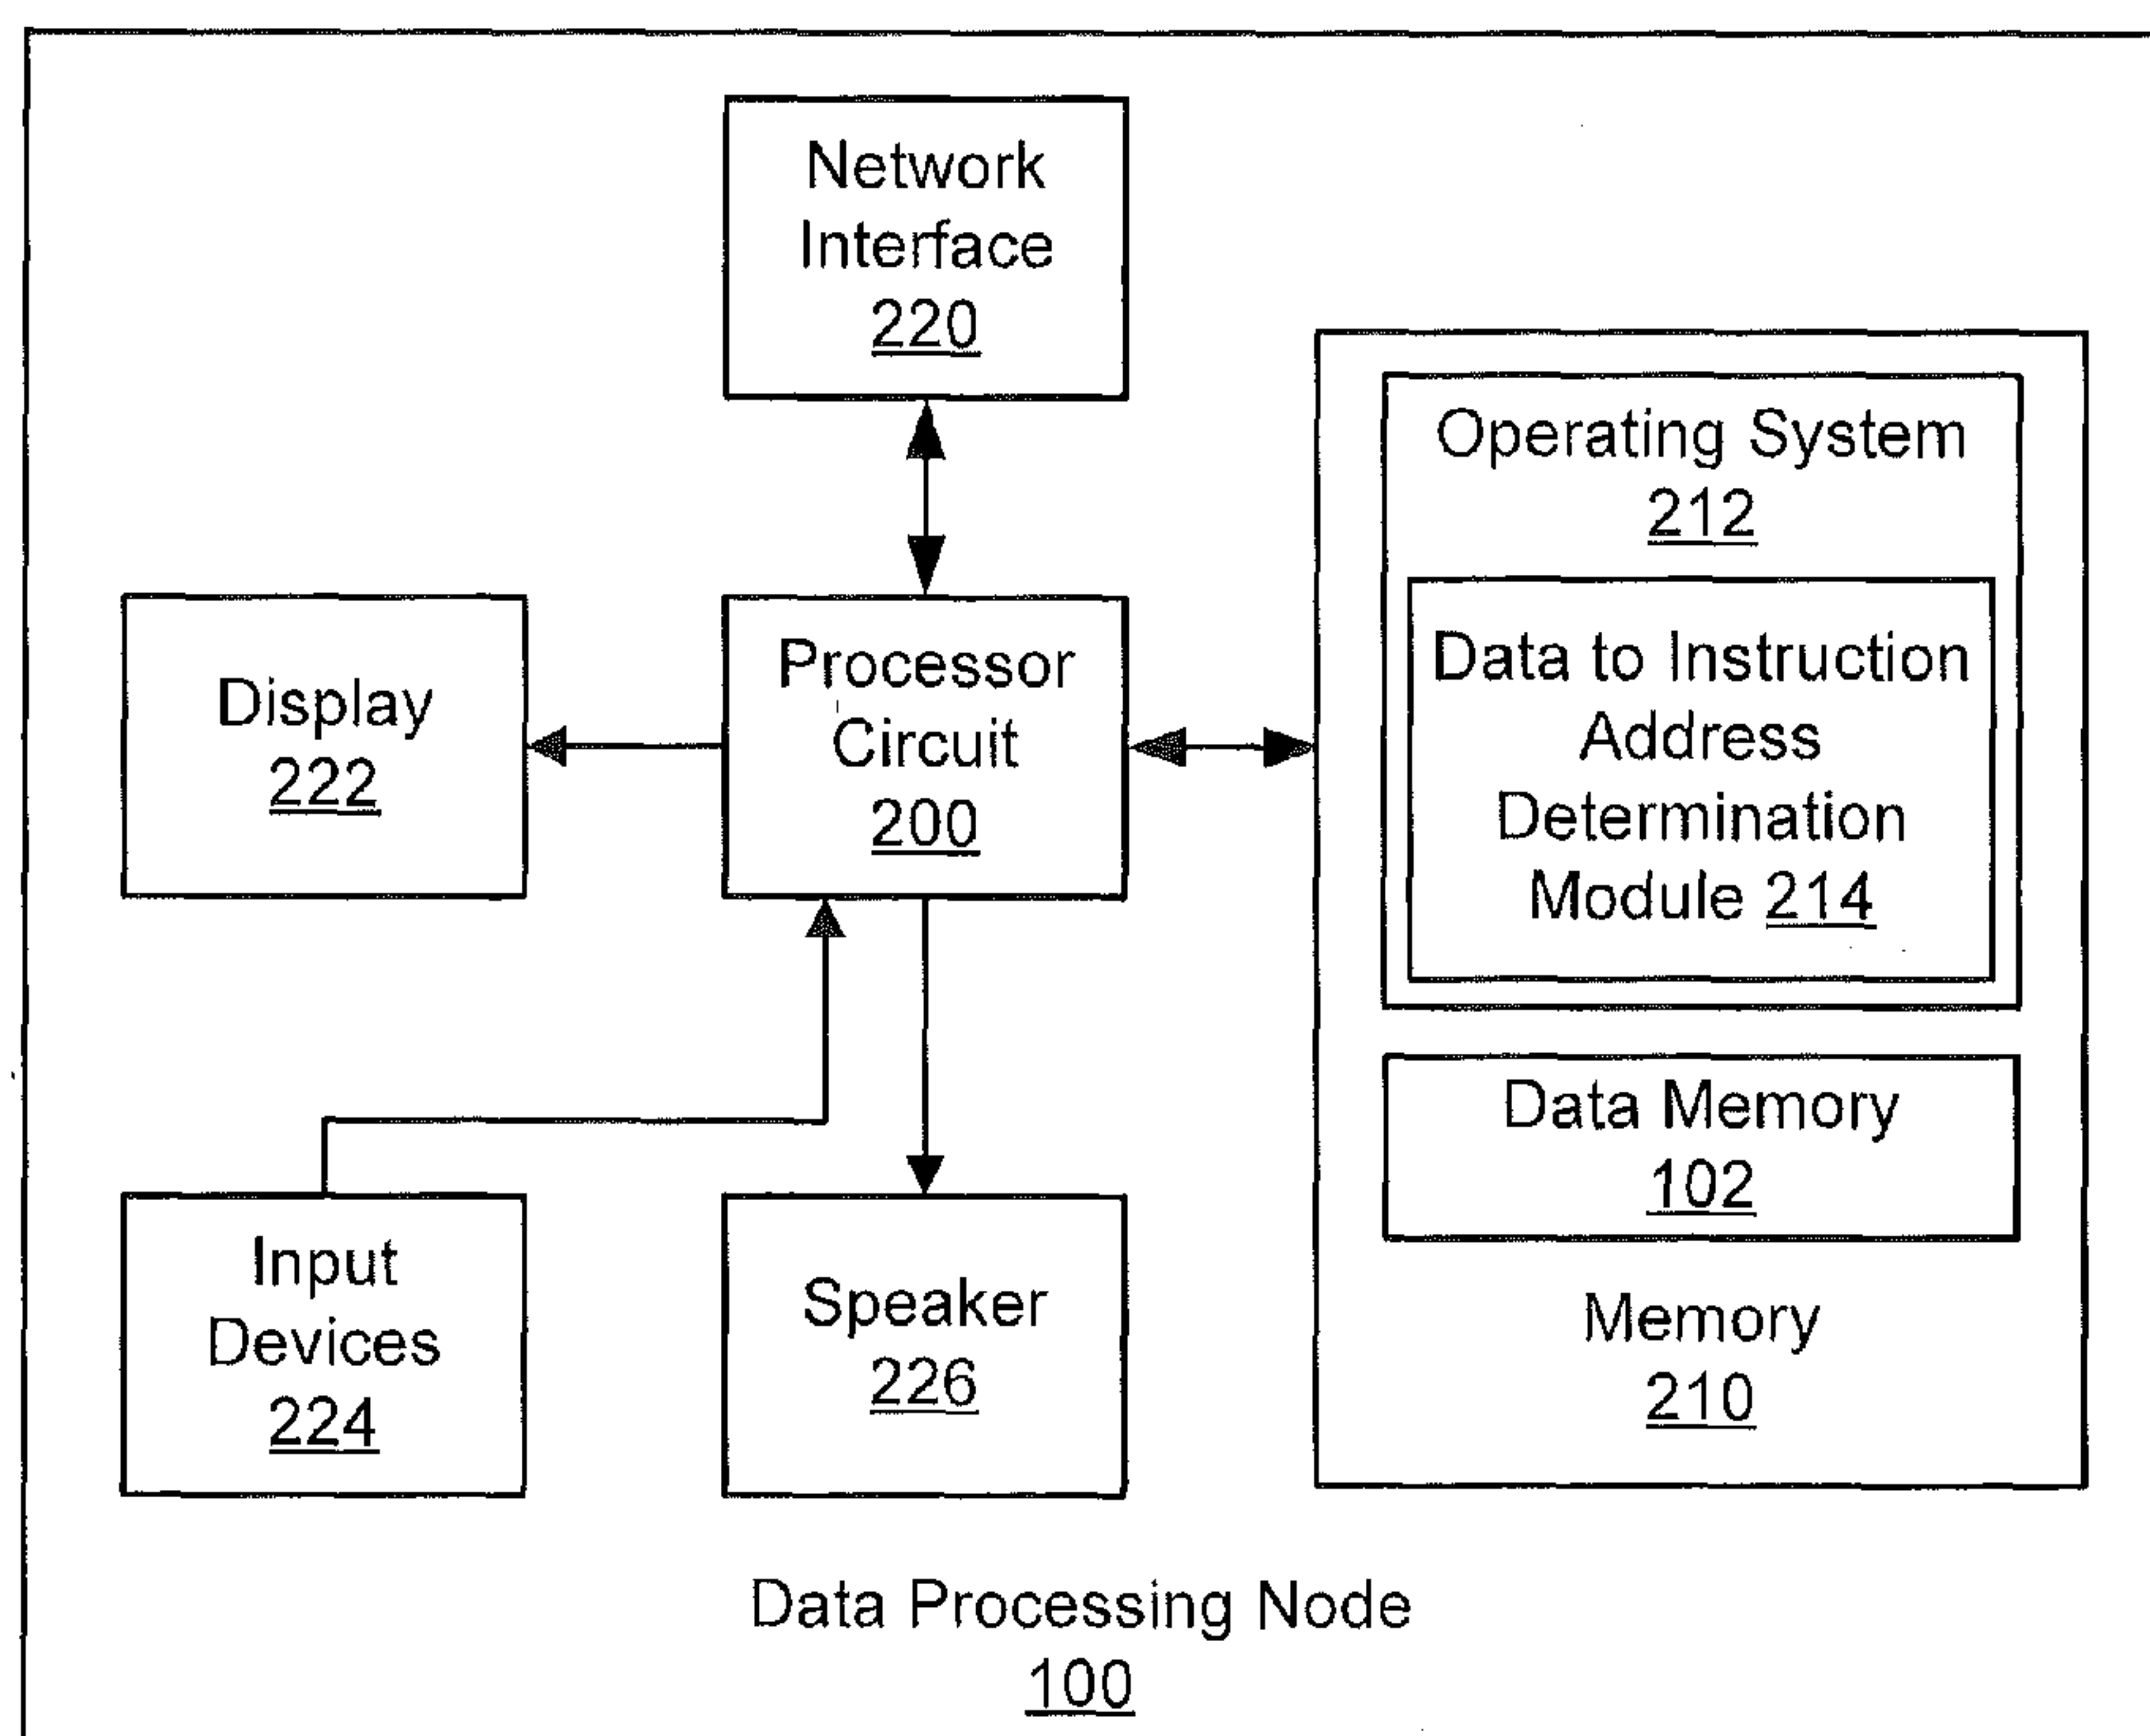 Network
Interface
220
Operating System
212
Data to Instruction
Address
Determination
Module 214
Display
222
Processor
Circuit
200
Data Memory
102
Input
Devices
224
Speaker
226
Memory
210
Data Processing Node
100